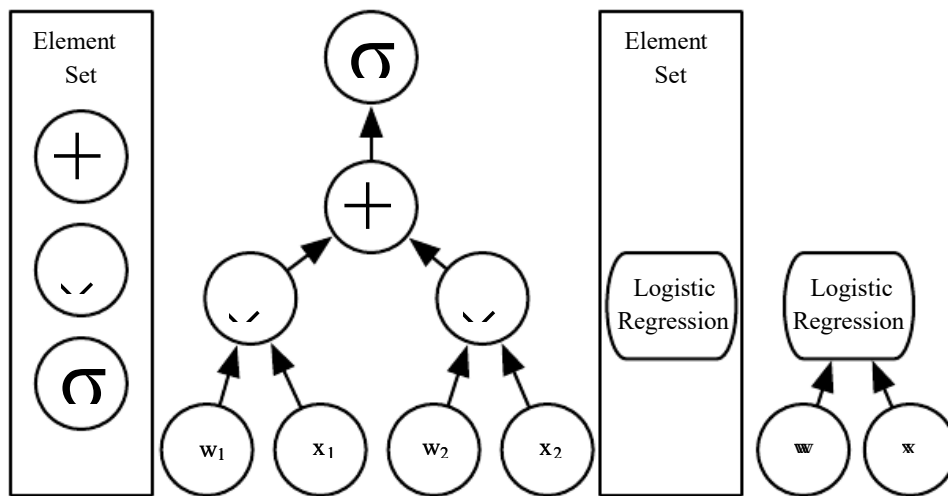 Element
Set
+
σ
σ
+
w₁ x₁ w₂ x₂
Element
Set
Logistic
Regression
Logistic
Regression
w x